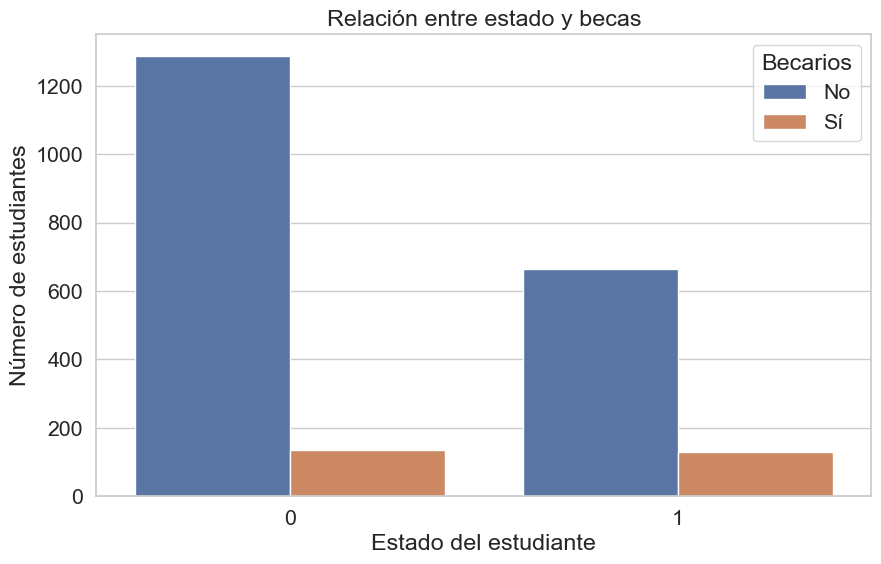 Relación entre estado y becas
Número de estudiantes
1200
1000
800
600
400
200
0
Becarios
No
Sí
0
1
Estado del estudiante